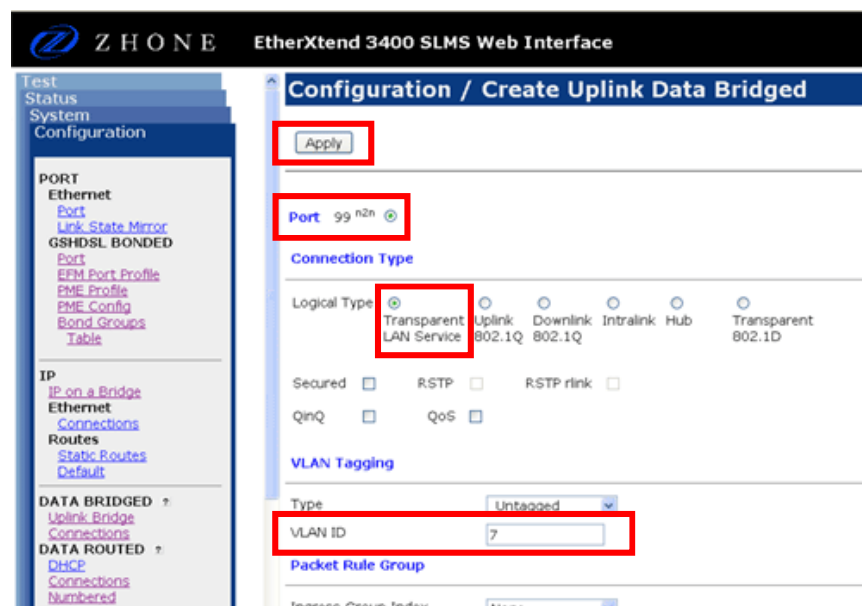 ZHONE EtherXtend 3400 SLMS Web Interface
Test
Status
System
Configuration
PORT
Ethernet
Port
Link State Mirror
GSHDSL BONDED
Port
EFM Port Profile
PME Profile
PME Config
Bond Groups
Table
IP
IP on a Bridge
Ethernet
Connections
Routes
Static Routes
Default
DATA BRIDGED ?
Uplink Bridge
Connections
DATA ROUTED ?
DHCP
Connections
Numbered
Configuration / Create Uplink Data Bridged
Apply
Port 99 n2n
Connection Type
Logical Type
Transparent Uplink Downlink Intralink Hub Transparent
LAN Service 802.1Q 802.1Q 802.1D
Secured RSTP RSTP rlink
QinQ QoS
VLAN Tagging
Type Untagged
VLAN ID 7
Packet Rule Group
Ingress Group Index None